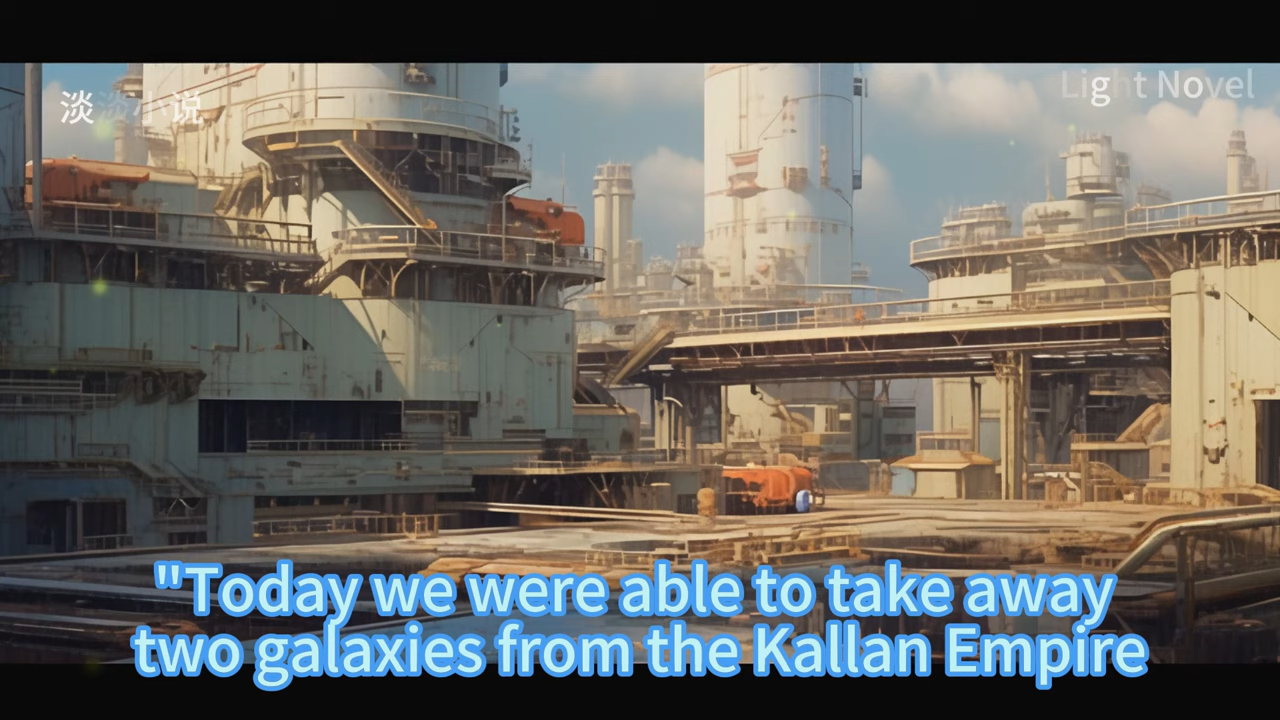 淡淡小说
Light Novel
"Today we were able to take away
two galaxies from the Kallan Empire